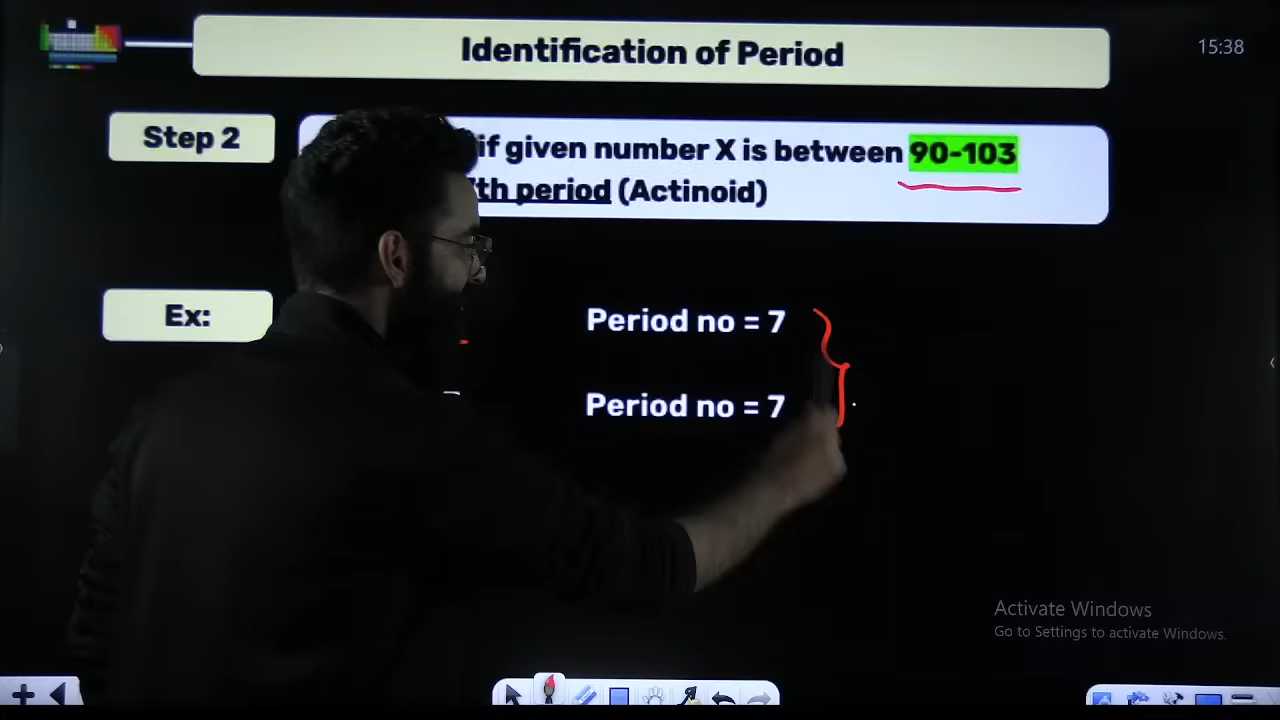 Identification of Period
15:38
Step 2
if given number X is between 90-103
7th period (Actinoid)
Ex:
Period no = 7
Period no = 7
Activate Windows
Go to Settings to activate Windows.